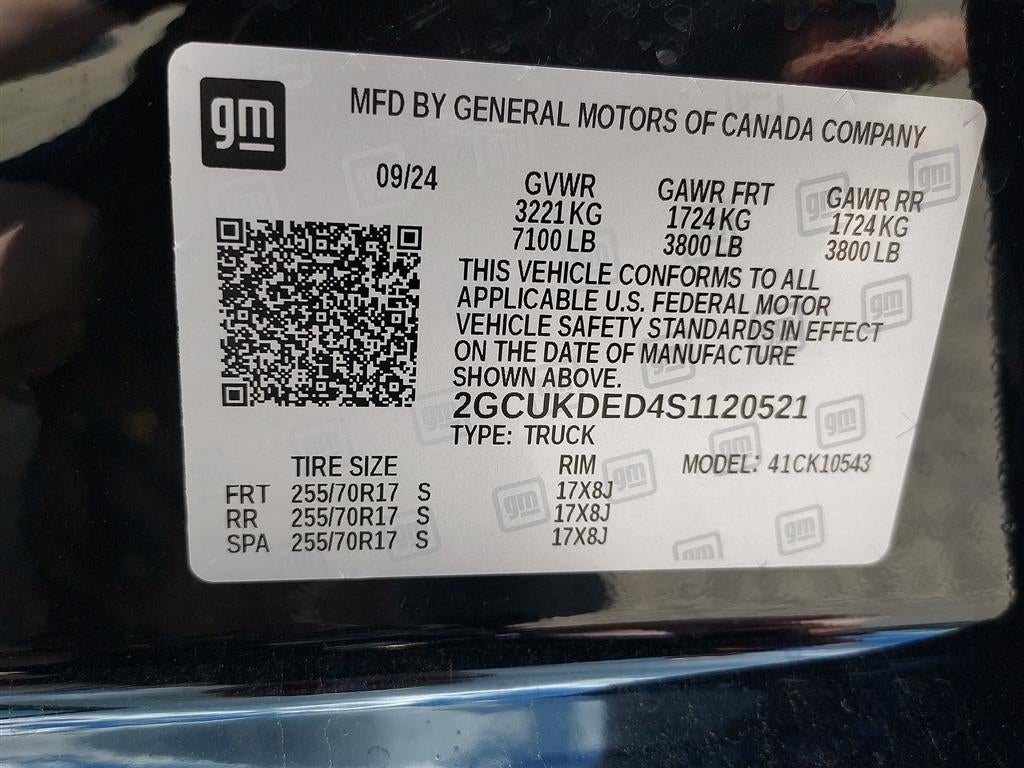 gm
MFD BY GENERAL MOTORS OF CANADA COMPANY
09/24
GVWR GAWR FRT GAWR RR
3221 KG 1724 KG 1724 KG
7100 LB 3800 LB 3800 LB
THIS VEHICLE CONFORMS TO ALL
APPLICABLE U.S. FEDERAL MOTOR
VEHICLE SAFETY STANDARDS IN EFFECT
ON THE DATE OF MANUFACTURE
SHOWN ABOVE.
2GCUKDED4S1120521
TYPE: TRUCK
TIRE SIZE RIM MODEL: 41CK10543
FRT 255/70R17 S 17X8J
RR 255/70R17 S 17X8J
SPA 255/70R17 S 17X8J